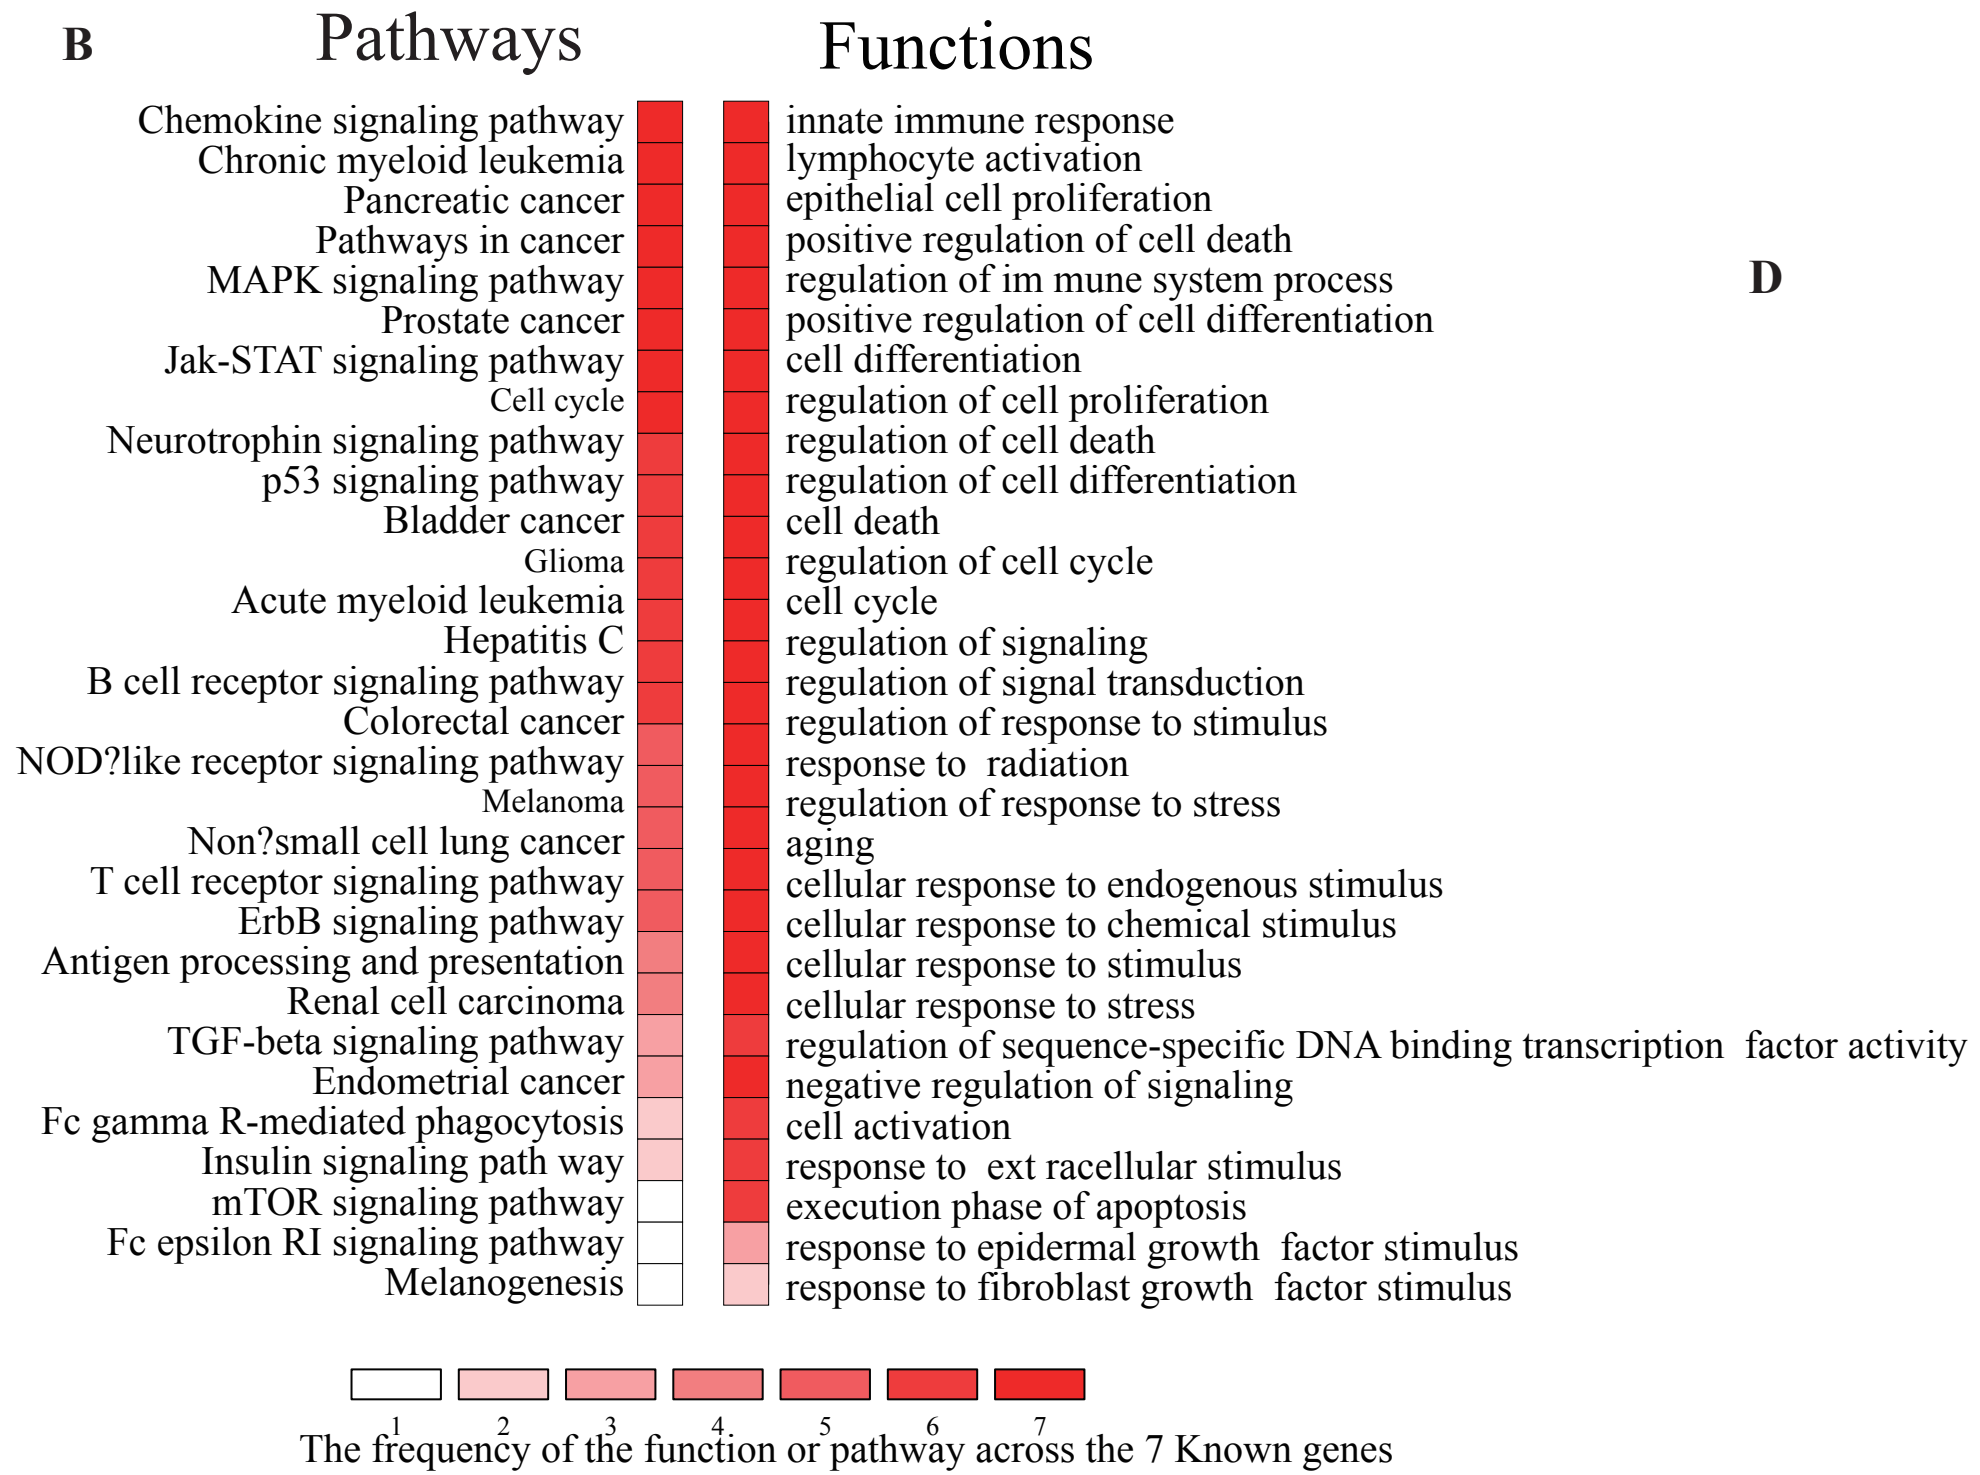 B
Pathways
Functions
Chemokine signaling pathway
Chronic myeloid leukemia
Pancreatic cancer
Pathways in cancer
MAPK signaling pathway
Prostate cancer
Jak-STAT signaling pathway
Cell cycle
Neurotrophin signaling pathway
p53 signaling pathway
Bladder cancer
Glioma
Acute myeloid leukemia
Hepatitis C
B cell receptor signaling pathway
Colorectal cancer
NOD?like receptor signaling pathway
Melanoma
Non?small cell lung cancer
T cell receptor signaling pathway
ErbB signaling pathway
Antigen processing and presentation
Renal cell carcinoma
TGF-beta signaling pathway
Endometrial cancer
Fc gamma R-mediated phagocytosis
Insulin signaling path way
mTOR signaling pathway
Fc epsilon RI signaling pathway
Melanogenesis
innate immune response
lymphocyte activation
epithelial cell proliferation
positive regulation of cell death
regulation of im mune system process
positive regulation of cell differentiation
cell differentiation
regulation of cell proliferation
regulation of cell death
regulation of cell differentiation
cell death
regulation of cell cycle
cell cycle
regulation of signaling
regulation of signal transduction
regulation of response to stimulus
response to  radiation
regulation of response to stress
aging
cellular response to endogenous stimulus
cellular response to chemical stimulus
cellular response to stimulus
cellular response to stress
regulation of sequence-specific DNA binding transcription  factor activity
negative regulation of signaling
cell activation
response to  ext racellular stimulus
execution phase of apoptosis
response to epidermal growth  factor stimulus
response to fibroblast growth  factor stimulus
D
1 2 3 4 5 6 7
The frequency of the function or pathway across the 7 Known genes